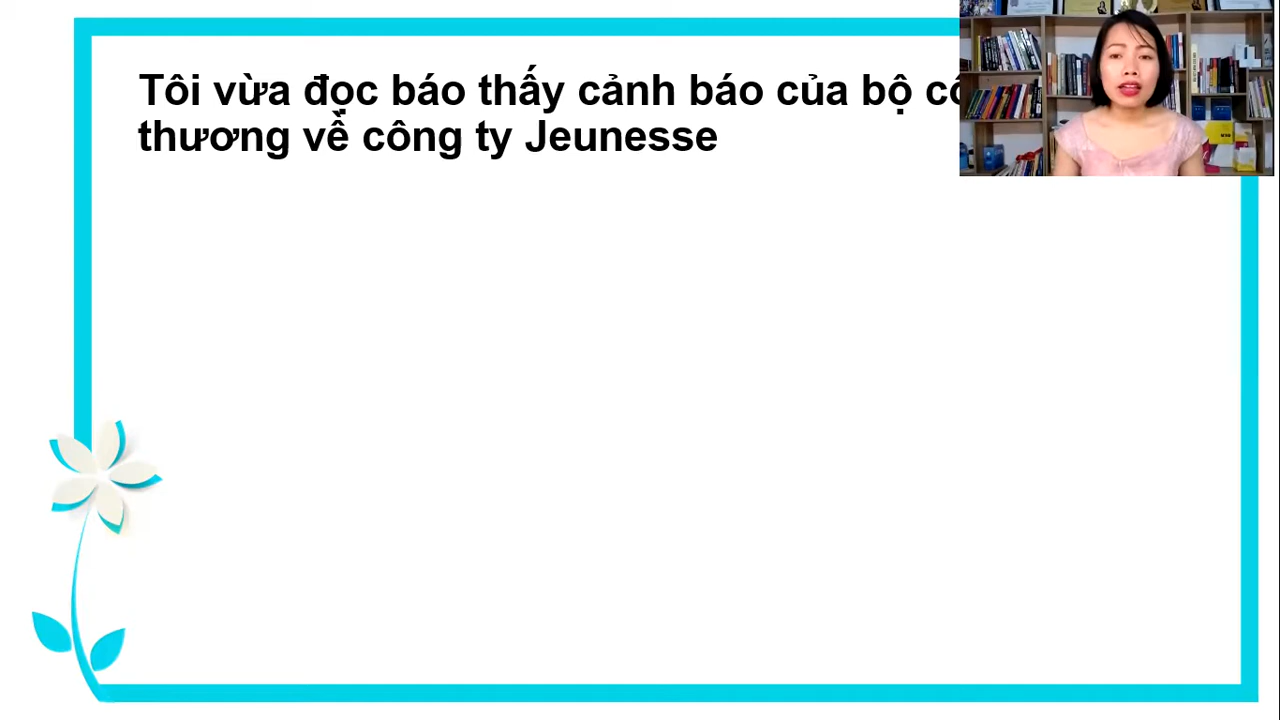 Tôi vừa đọc báo thấy cảnh báo của bộ
thương về công ty Jeunesse